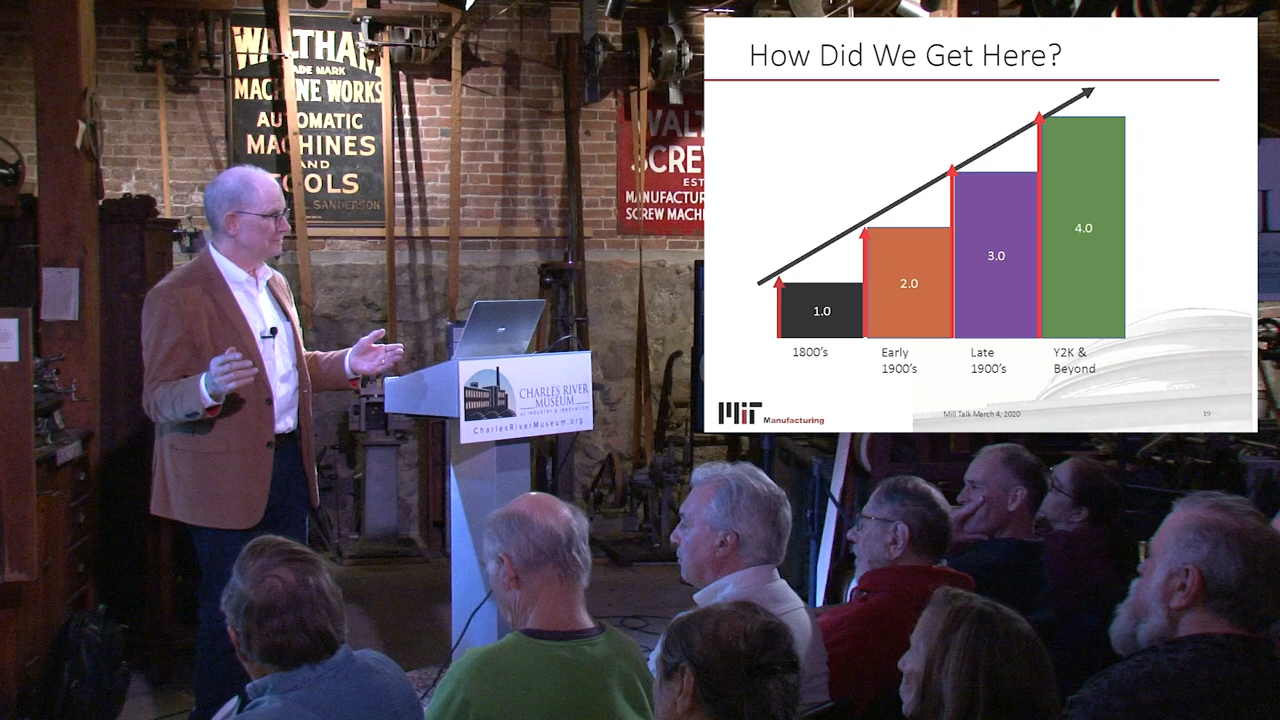 WALTHAM
TRADE MARK
MACHINE WORKS
AUTOMATIC
MACHINES
AND
TOOLS
L. SANDERSON
WAL
SCREW
EST
MANUFACTUR
SCREW MACH
How Did We Get Here?
1.0
2.0
3.0
4.0
1800's
Early
1900's
Late
1900's
Y2K &
Beyond
MIT Manufacturing
Mill Talk March 4, 2020
19
CHARLES RIVER
MUSEUM
OF INDUSTRY & INNOVATION
CharlesRiverMuseum.org